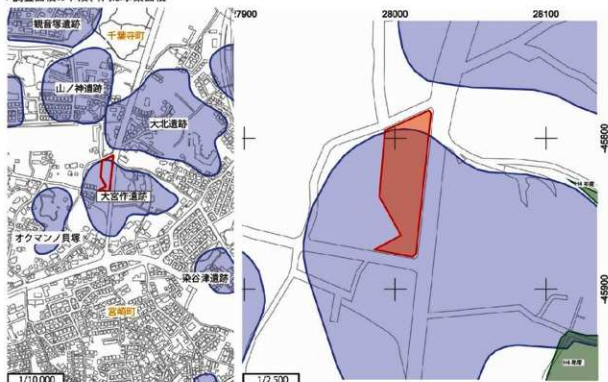 観音塚遺跡
千葉寺町
山ノ神遺跡
大北遺跡
大宮作遺跡
オクマンノ貝塚
染谷津遺跡
宮崎町
1/10,000
27900
28000
28100
-45800
-45900
1/2,500